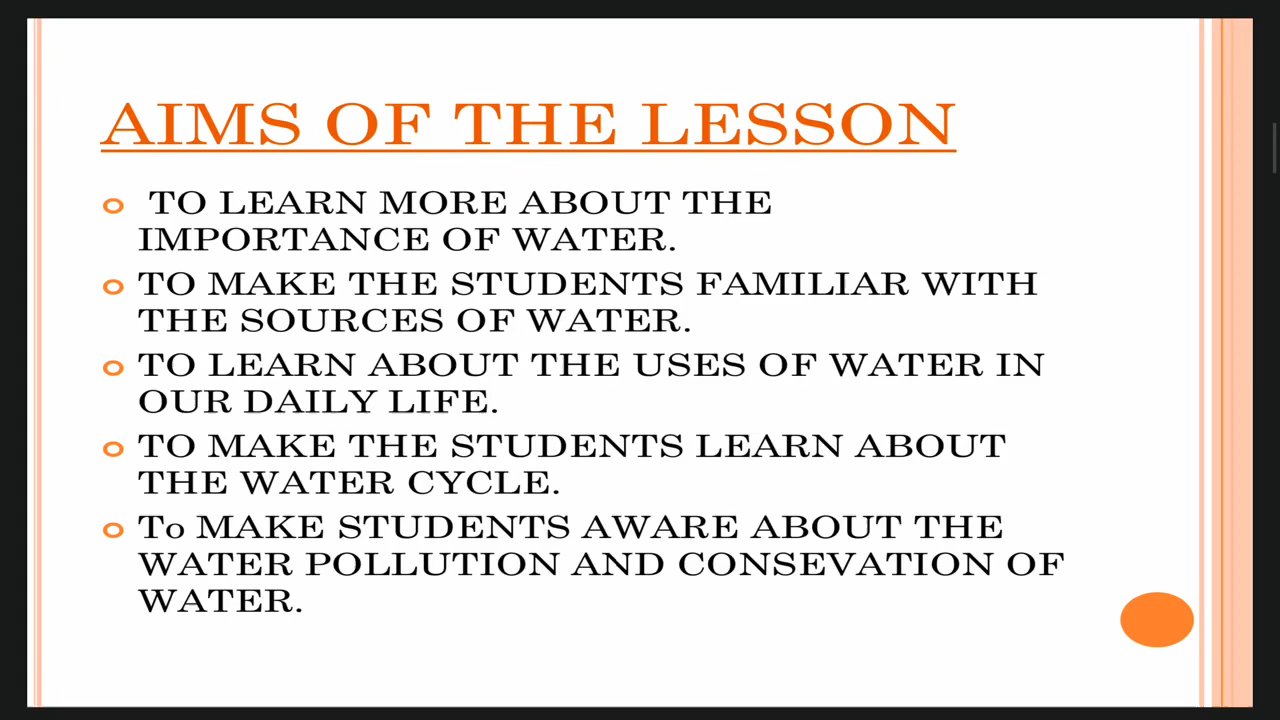 AIMS OF THE LESSON
TO LEARN MORE ABOUT THE
IMPORTANCE OF WATER.
TO MAKE THE STUDENTS FAMILIAR WITH
THE SOURCES OF WATER.
TO LEARN ABOUT THE USES OF WATER IN
OUR DAILY LIFE.
TO MAKE THE STUDENTS LEARN ABOUT
THE WATER CYCLE.
To MAKE STUDENTS AWARE ABOUT THE
WATER POLLUTION AND CONSEVATION OF
WATER.